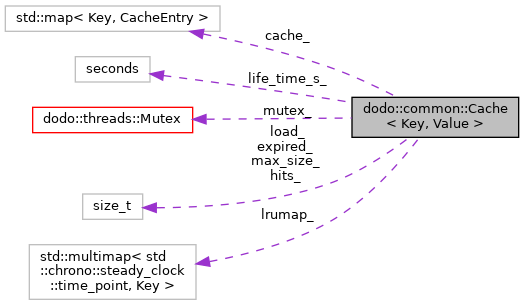 std::map< Key, CacheEntry >
cache_
seconds
life_time_s_
dodo::common::Cache
< Key, Value >
dodo::threads::Mutex
mutex_
load_
expired_
max_size_
hits_
size_t
lrumap_
std::multimap< std
::chrono::steady_clock
::time_point, Key >